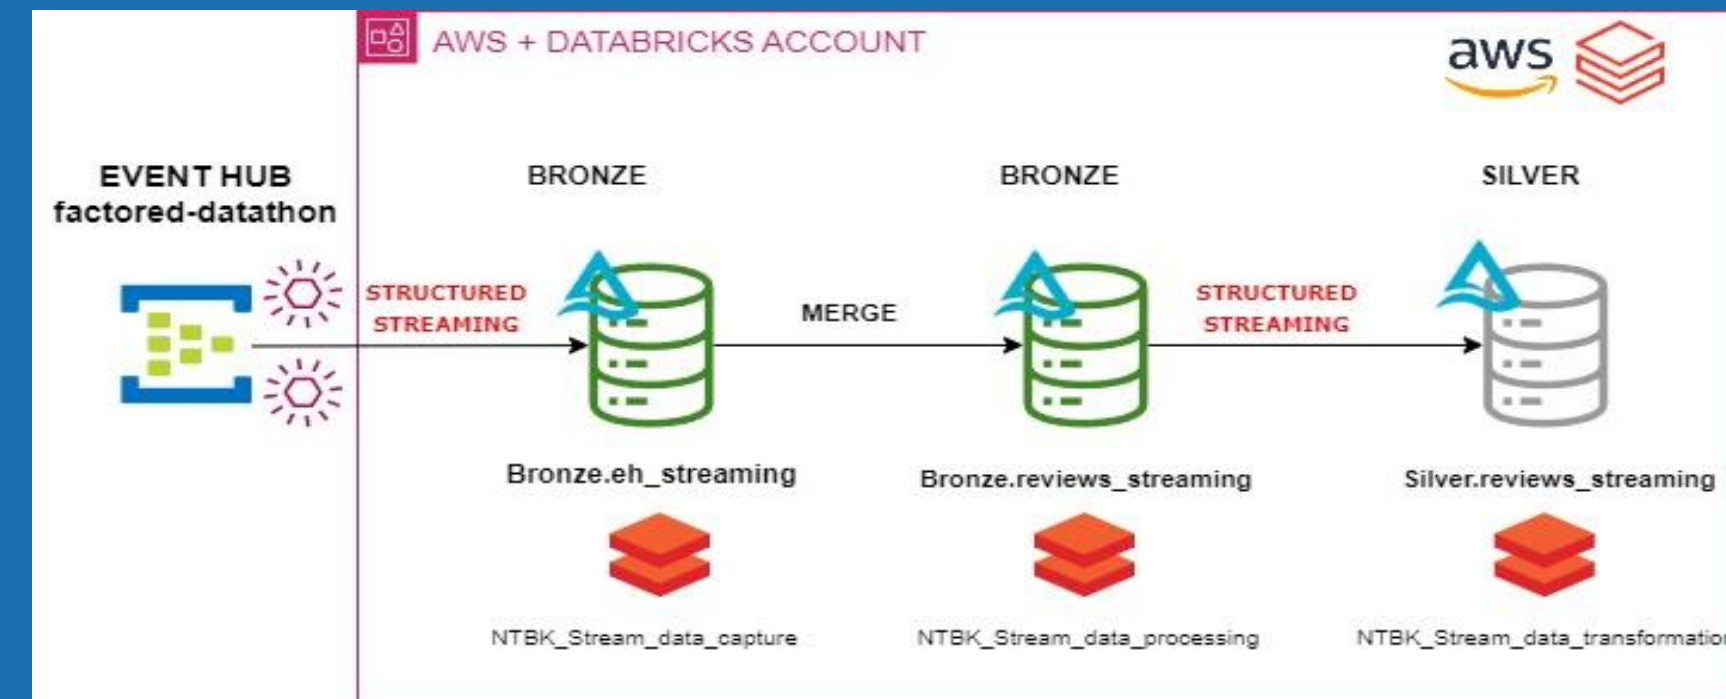 AWS + DATABRICKS ACCOUNT
aws
EVENT HUB
factored-datathon
BRONZE
BRONZE
SILVER
STRUCTURED
STREAMING
MERGE
STRUCTURED
STREAMING
Bronze.eh_streaming
Bronze.reviews_streaming
Silver.reviews_streaming
NTBK_Stream_data_capture
NTBK_Stream_data_processing
NTBK_Stream_data_transformation